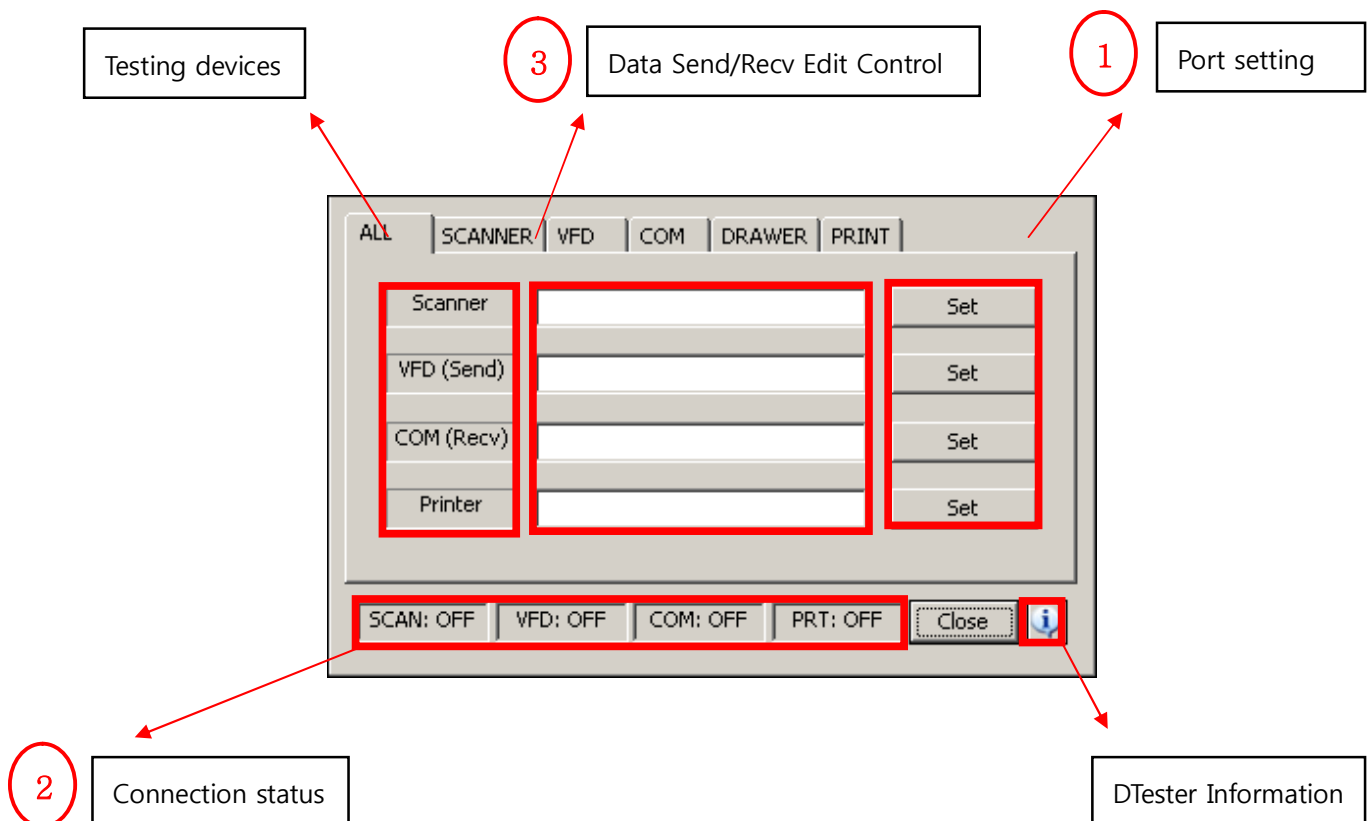 Testing devices
3
Data Send/Recv Edit Control
1
Port setting
ALL SCANNER VFD COM DRAWER PRINT
Scanner Set
VFD (Send) Set
COM (Recv) Set
Printer Set
SCAN: OFF VFD: OFF COM: OFF PRT: OFF Close
2
Connection status
DTester Information